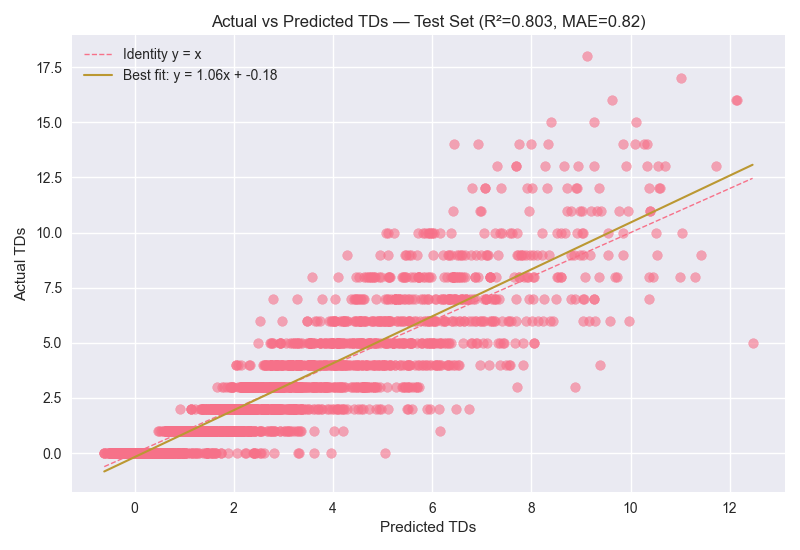 Actual vs Predicted TDs — Test Set (R²=0.803, MAE=0.82)
Identity y = x
Best fit: y = 1.06x + -0.18
17.5
15.0
12.5
10.0
7.5
5.0
2.5
0.0
Actual TDs
0 2 4 6 8 10 12
Predicted TDs